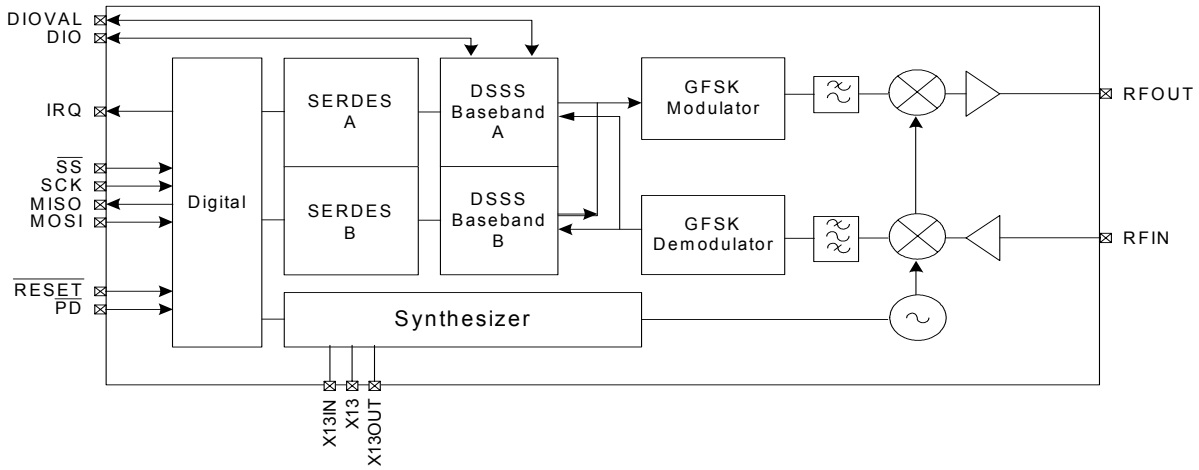 DIOVAL
DIO
IRQ
SS
SCK
MISO
MOSI
RESET
PD
Digital
SERDES
A
SERDES
B
DSSS
Baseband
A
DSSS
Baseband
B
GFSK
Modulator
GFSK
Demodulator
Synthesizer
RFOUT
RFIN
X13IN
X13
X13OUT